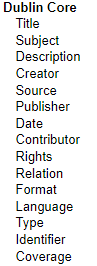 Dublin Core
Title
Subject
Description
Creator
Source
Publisher
Date
Contributor
Rights
Relation
Format
Language
Type
Identifier
Coverage